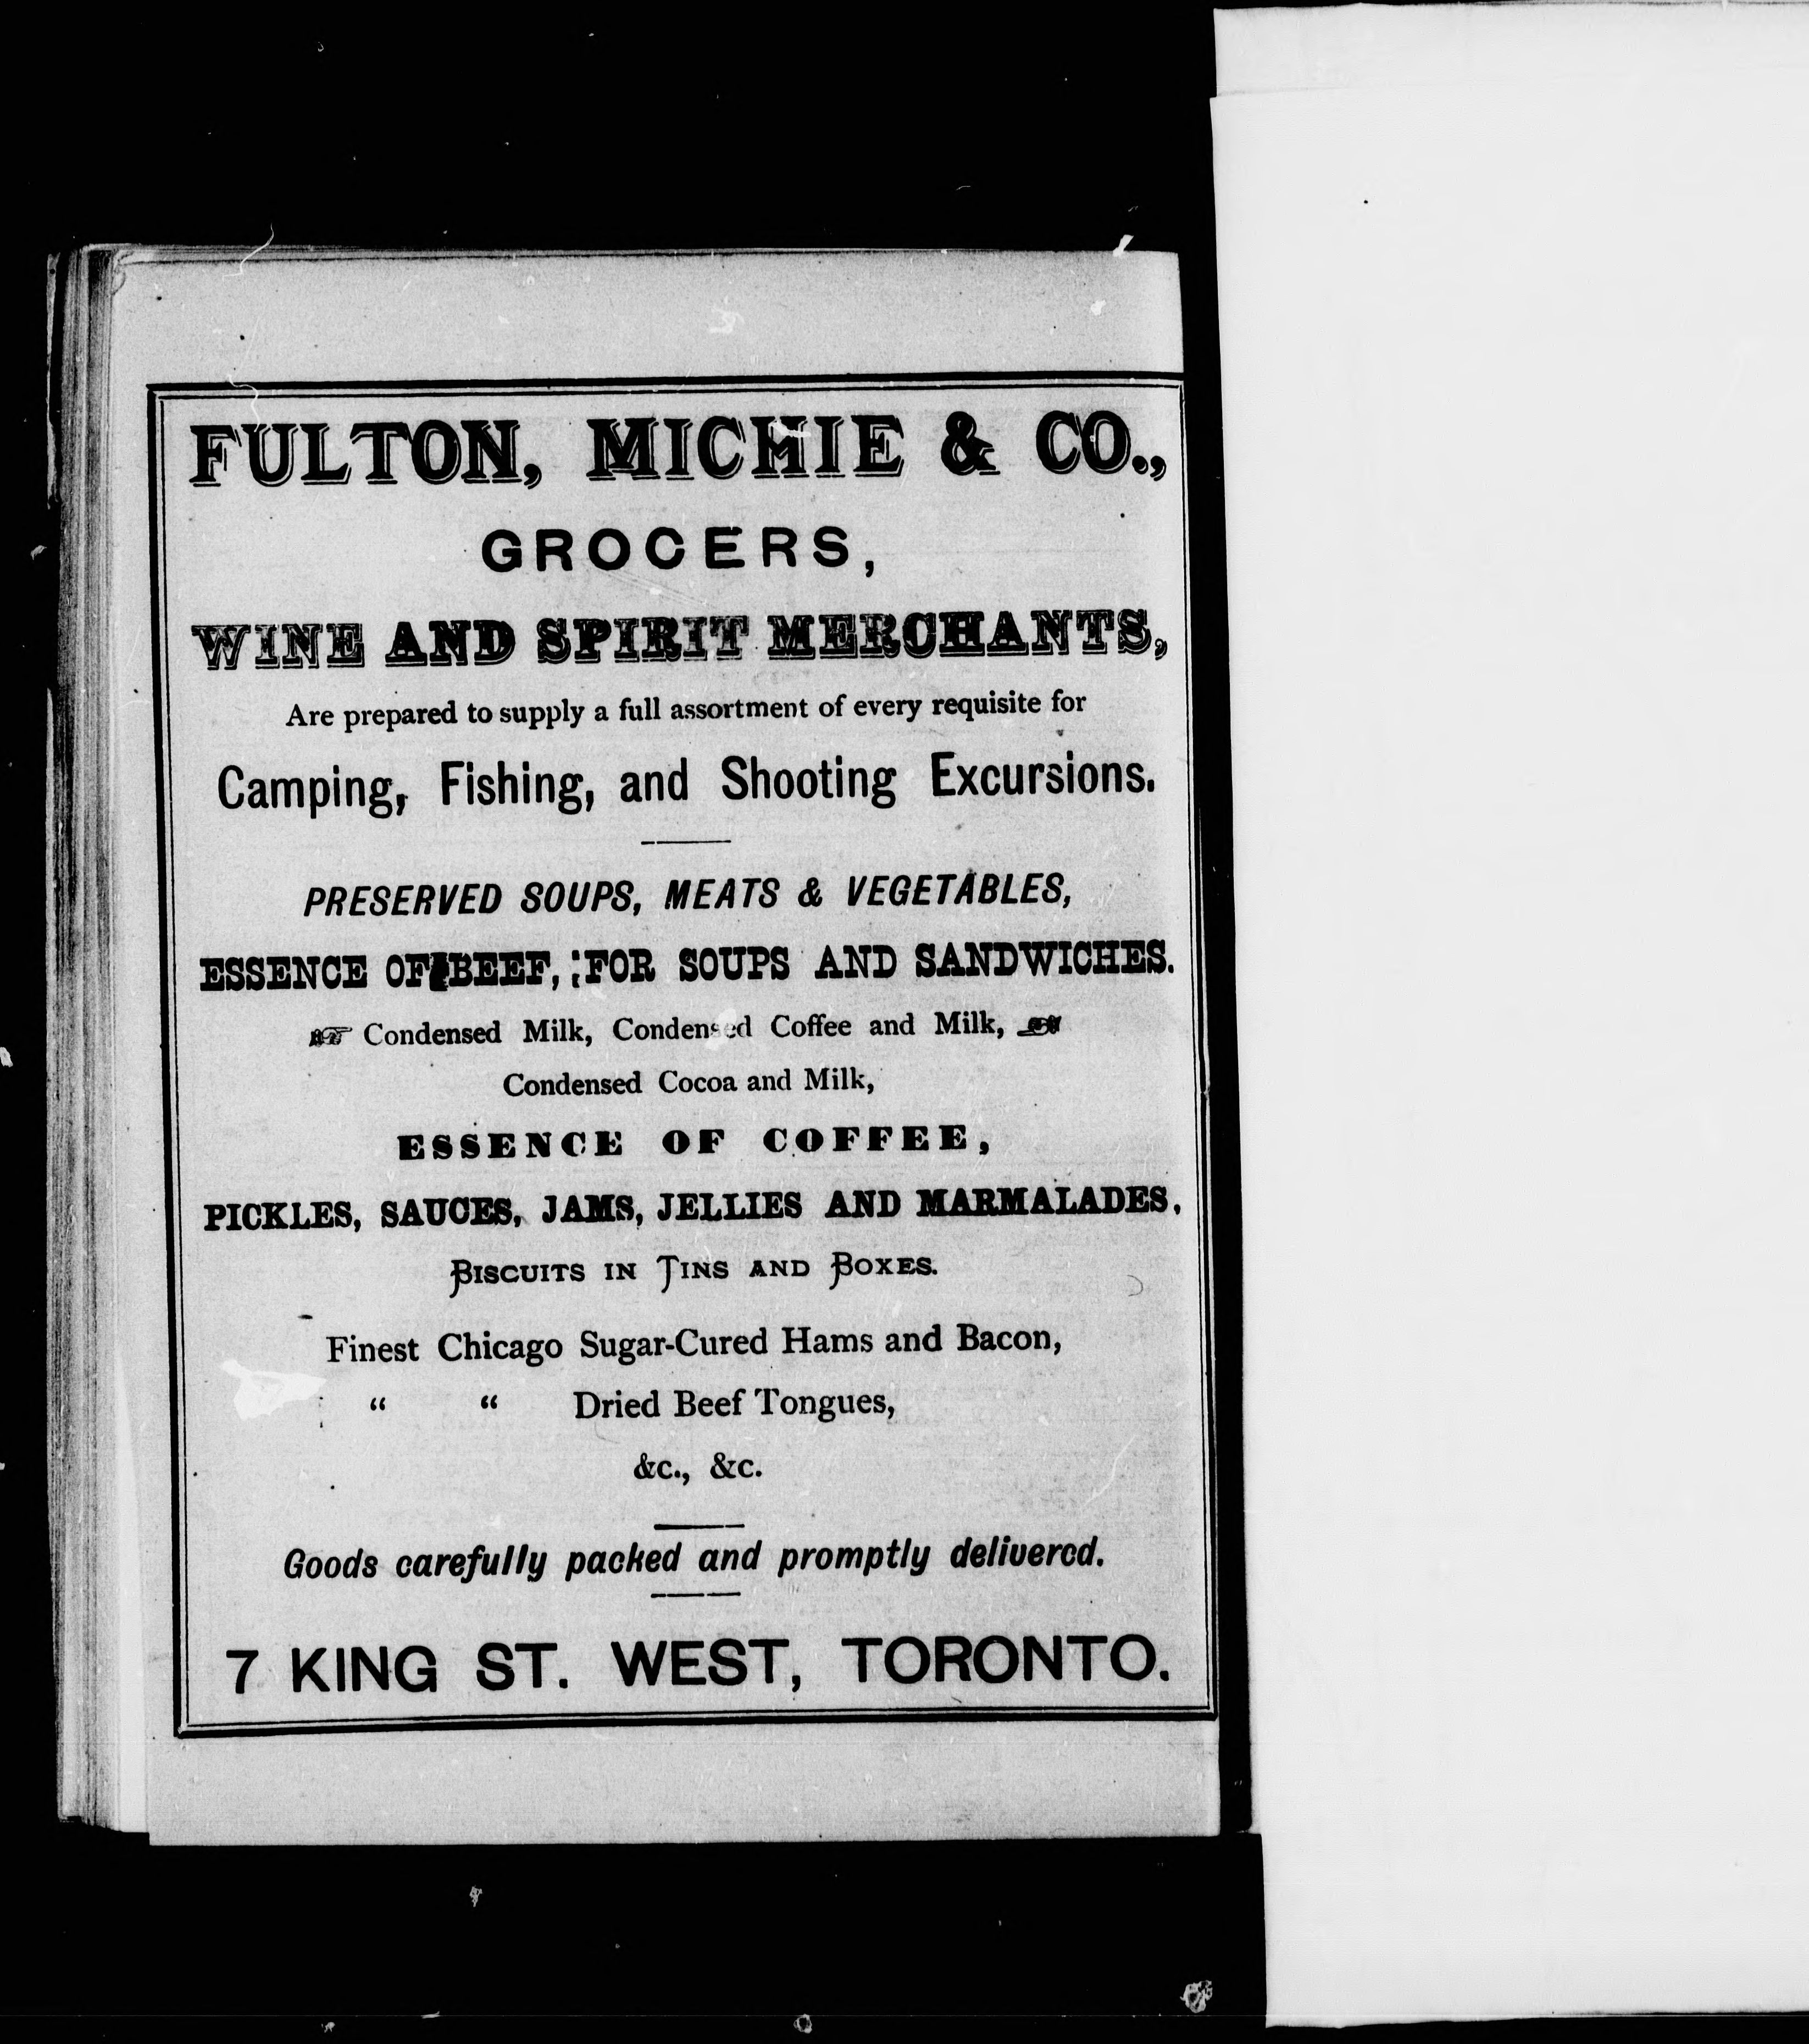 FULTON, MICHIE & CO.,
GROCERS,
WINE AND SPIRIT MERCHANTS,
Are prepared to supply a full assortment of every requisite for
Camping, Fishing, and Shooting Excursions.
PRESERVED SOUPS, MEATS & VEGETABLES,
ESSENCE OF BEEF, FOR SOUPS AND SANDWICHES.
☞ Condensed Milk, Condensed Coffee and Milk, ☜
Condensed Cocoa and Milk,
ESSENCE OF COFFEE,
PICKLES, SAUCES, JAMS, JELLIES AND MARMALADES.
BISCUITS IN TINS AND BOXES.
Finest Chicago Sugar-Cured Hams and Bacon,
“ “ Dried Beef Tongues,
&c., &c.
Goods carefully packed and promptly delivered.
7 KING ST. WEST, TORONTO.